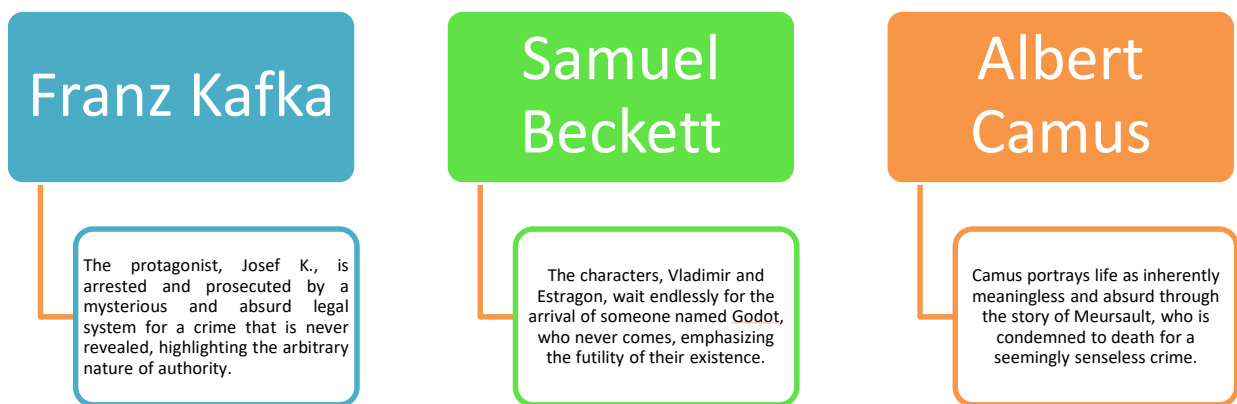 Franz Kafka
Samuel
Beckett
Albert
Camus
The protagonist, Josef K., is
arrested and prosecuted by a
mysterious and absurd legal
system for a crime that is never
revealed, highlighting the arbitrary
nature of authority.
The characters, Vladimir and
Estragon, wait endlessly for the
arrival of someone named Godot,
who never comes, emphasizing
the futility of their existence.
Camus portrays life as inherently
meaningless and absurd through
the story of Meursault, who is
condemned to death for a
seemingly senseless crime.